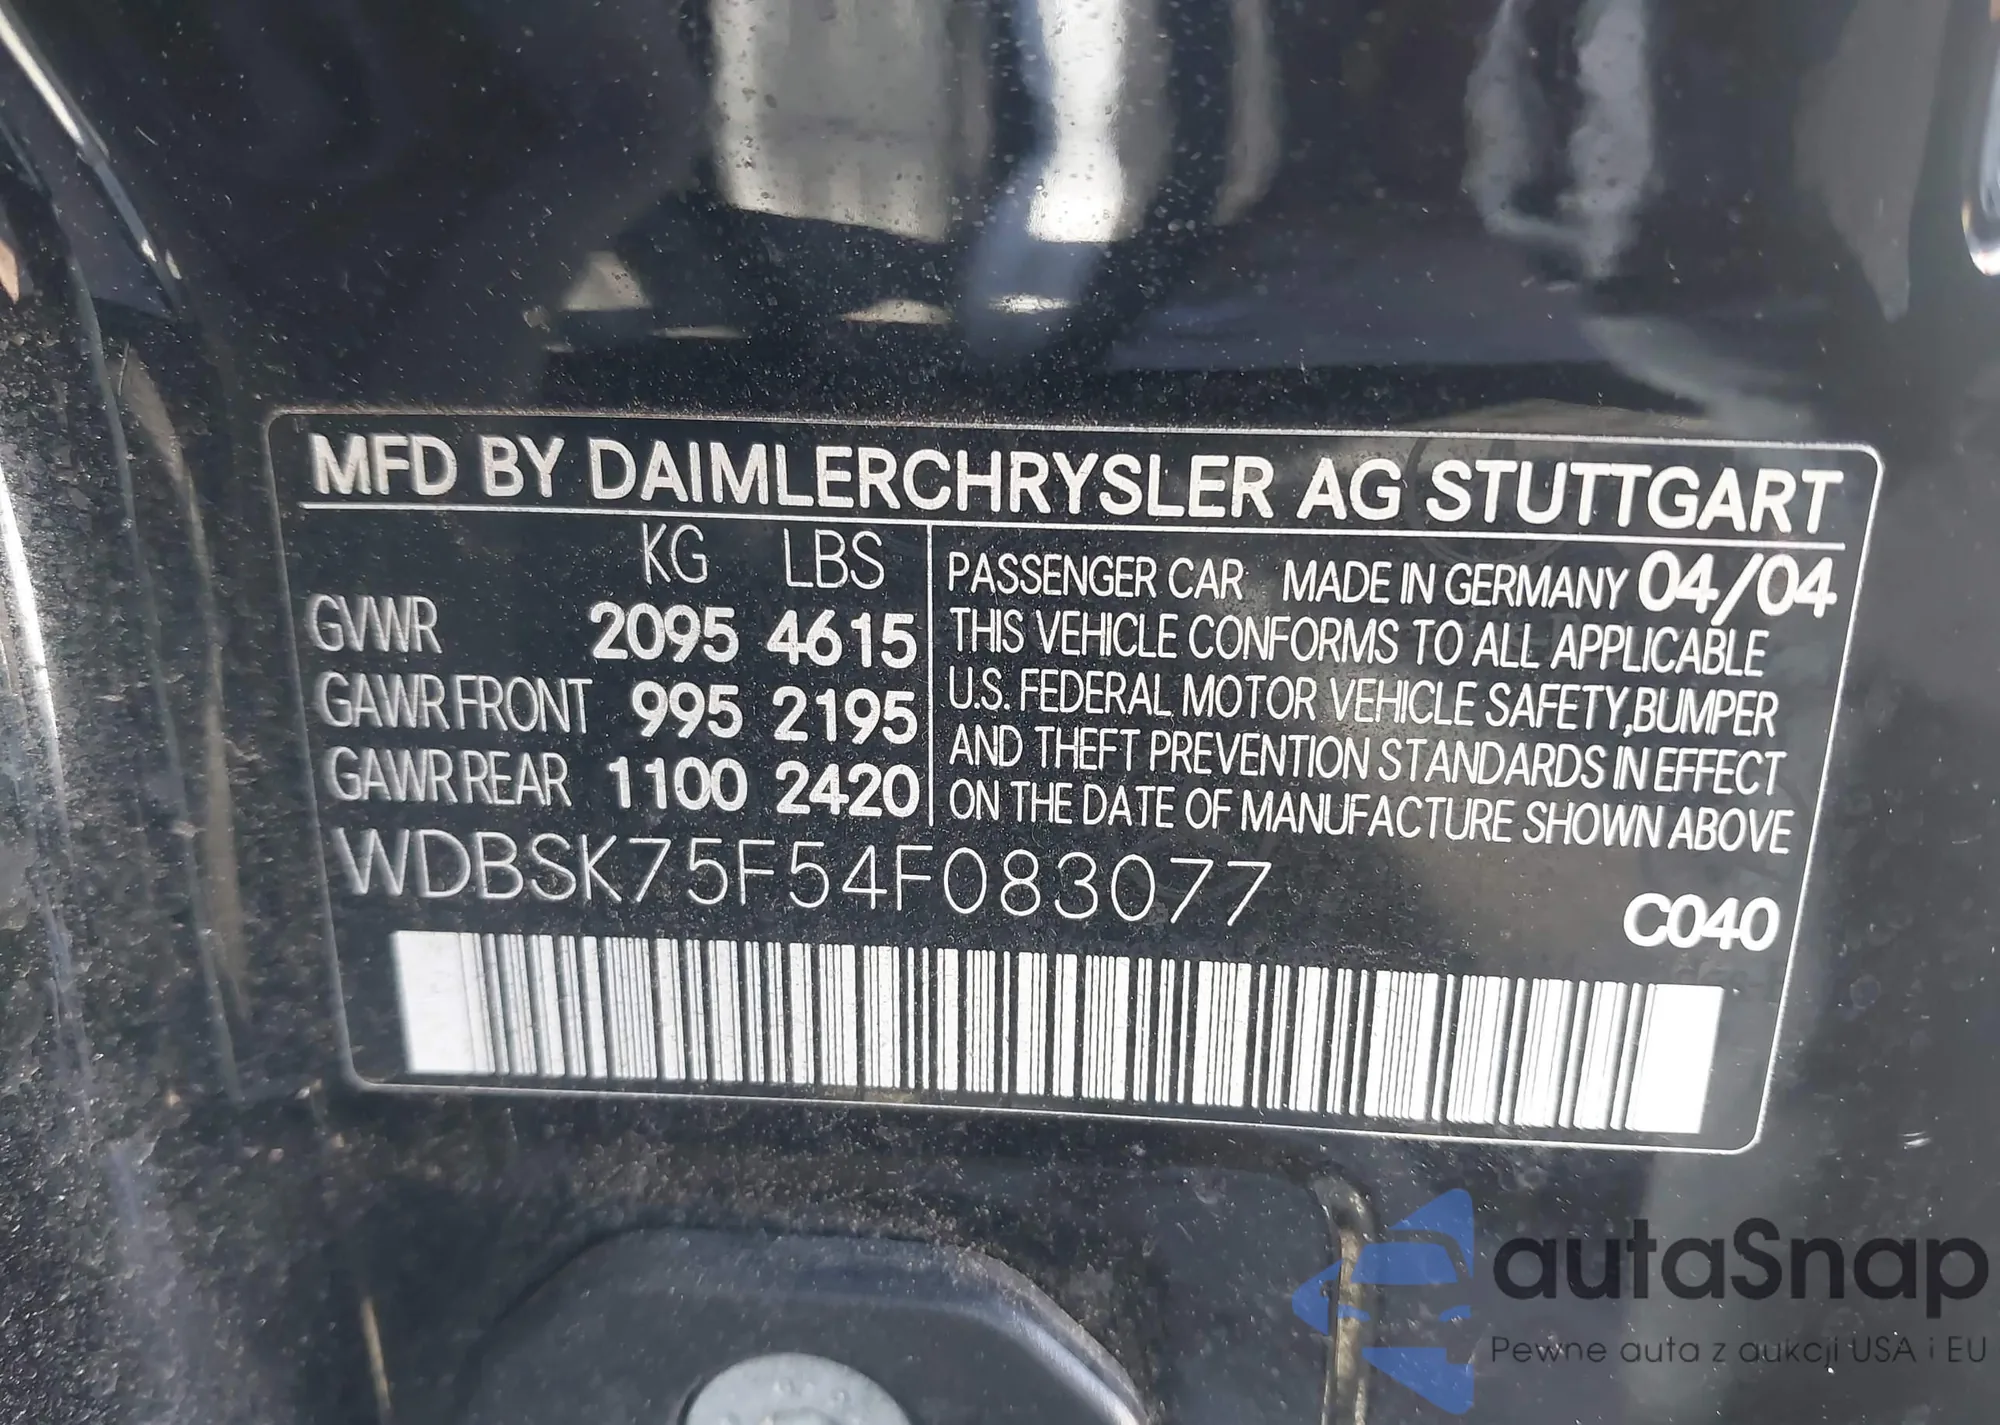 MFD BY DAIMLERCHRYSLER AG STUTTGART
KG LBS
GVWR 2095 4615
GAWR FRONT 995 2195
GAWR REAR 1100 2420
PASSENGER CAR MADE IN GERMANY 04/04
THIS VEHICLE CONFORMS TO ALL APPLICABLE
U.S. FEDERAL MOTOR VEHICLE SAFETY,BUMPER
AND THEFT PREVENTION STANDARDS IN EFFECT
ON THE DATE OF MANUFACTURE SHOWN ABOVE
WDBSK75F54F083077
C040
autaSnap
Pewne auta z aukcji USA i EU